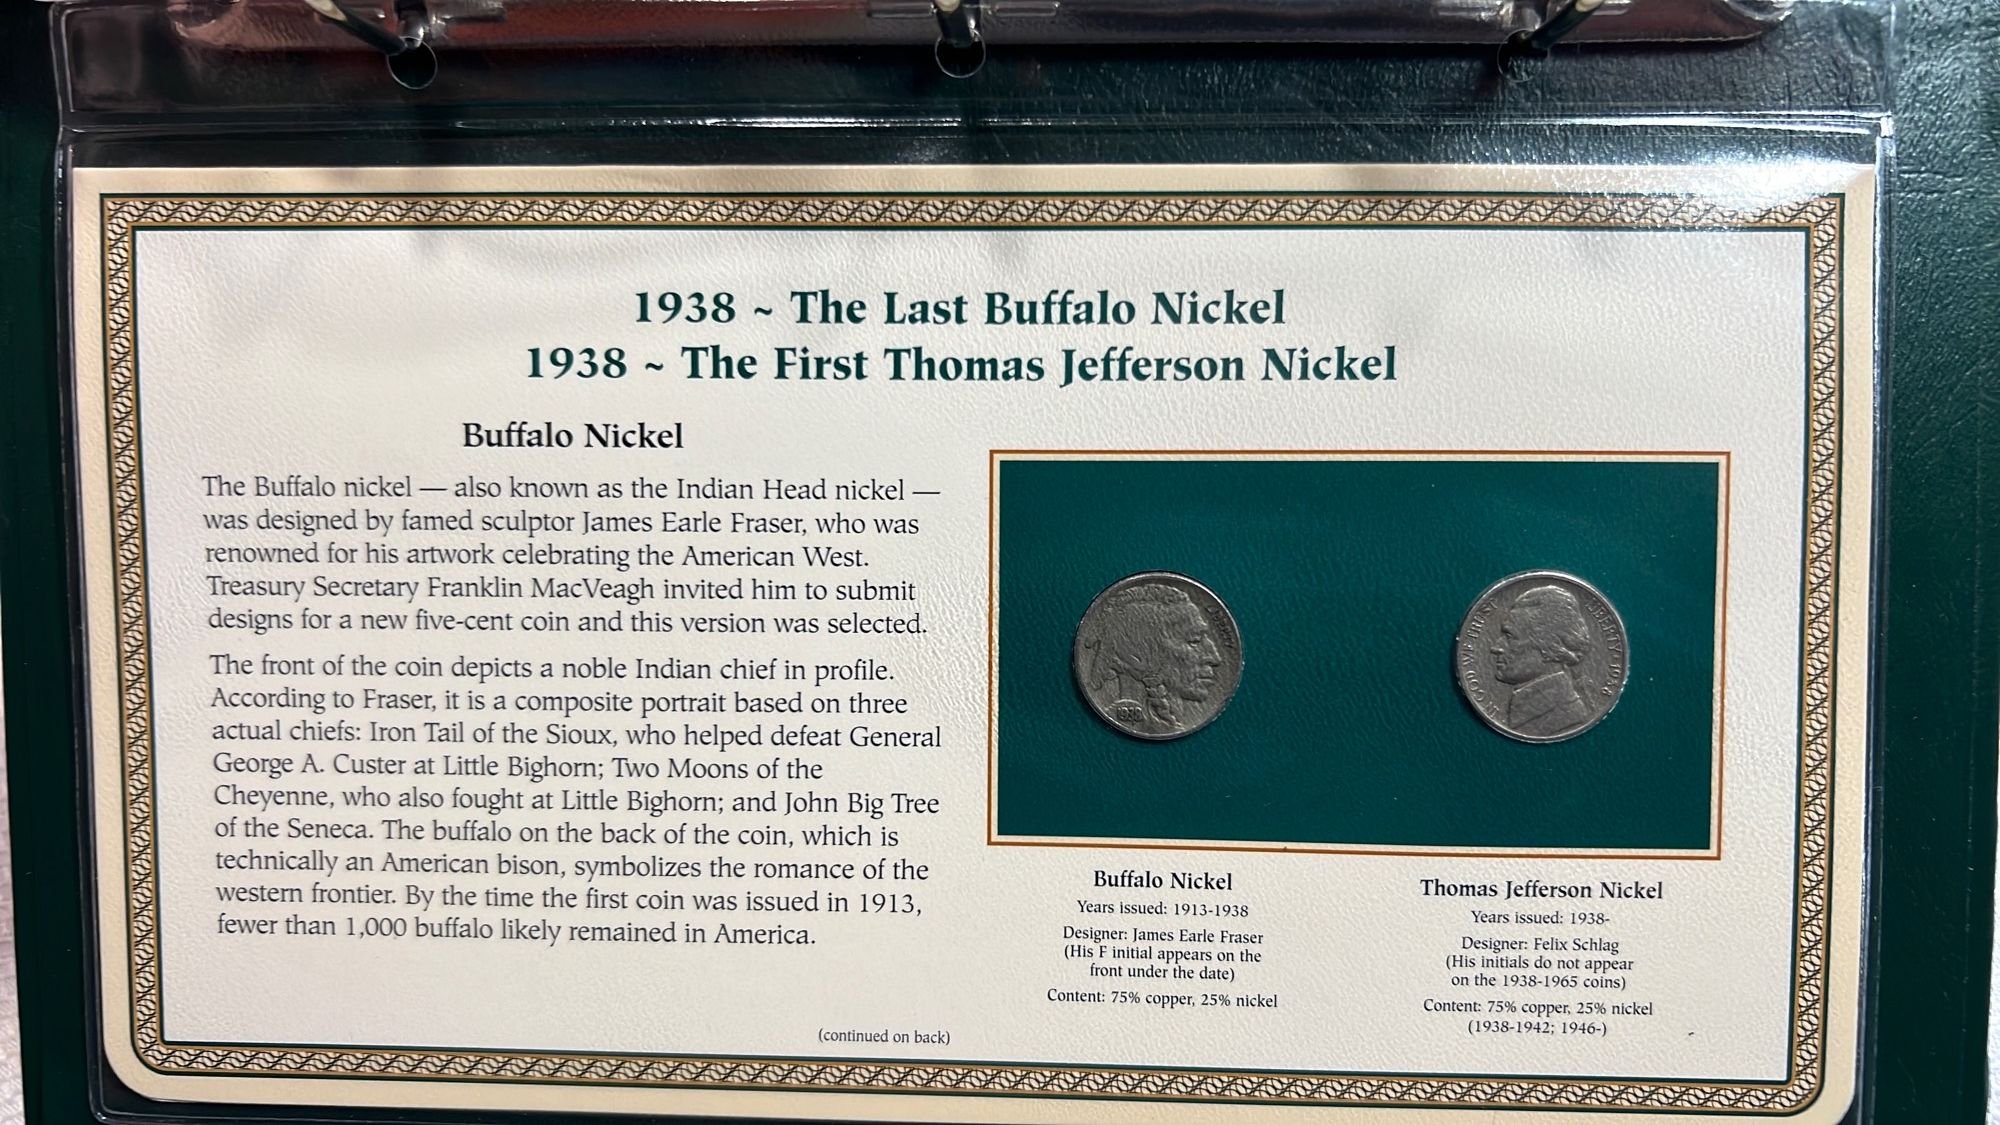 1938 ~ The Last Buffalo Nickel
1938 ~ The First Thomas Jefferson Nickel
Buffalo Nickel
The Buffalo nickel — also known as the Indian Head nickel —
was designed by famed sculptor James Earle Fraser, who was
renowned for his artwork celebrating the American West.
Treasury Secretary Franklin MacVeagh invited him to submit
designs for a new five-cent coin and this version was selected.
The front of the coin depicts a noble Indian chief in profile.
According to Fraser, it is a composite portrait based on three
actual chiefs: Iron Tail of the Sioux, who helped defeat General
George A. Custer at Little Bighorn; Two Moons of the
Cheyenne, who also fought at Little Bighorn; and John Big Tree
of the Seneca. The buffalo on the back of the coin, which is
technically an American bison, symbolizes the romance of the
western frontier. By the time the first coin was issued in 1913,
fewer than 1,000 buffalo likely remained in America.
(continued on back)
LIBERTY
1938
IN GOD WE TRUST
LIBERTY 1938
Buffalo Nickel
Years issued: 1913-1938
Designer: James Earle Fraser
(His F initial appears on the
front under the date)
Content: 75% copper, 25% nickel
Thomas Jefferson Nickel
Years issued: 1938-
Designer: Felix Schlag
(His initials do not appear
on the 1938-1965 coins)
Content: 75% copper, 25% nickel
(1938-1942; 1946-)